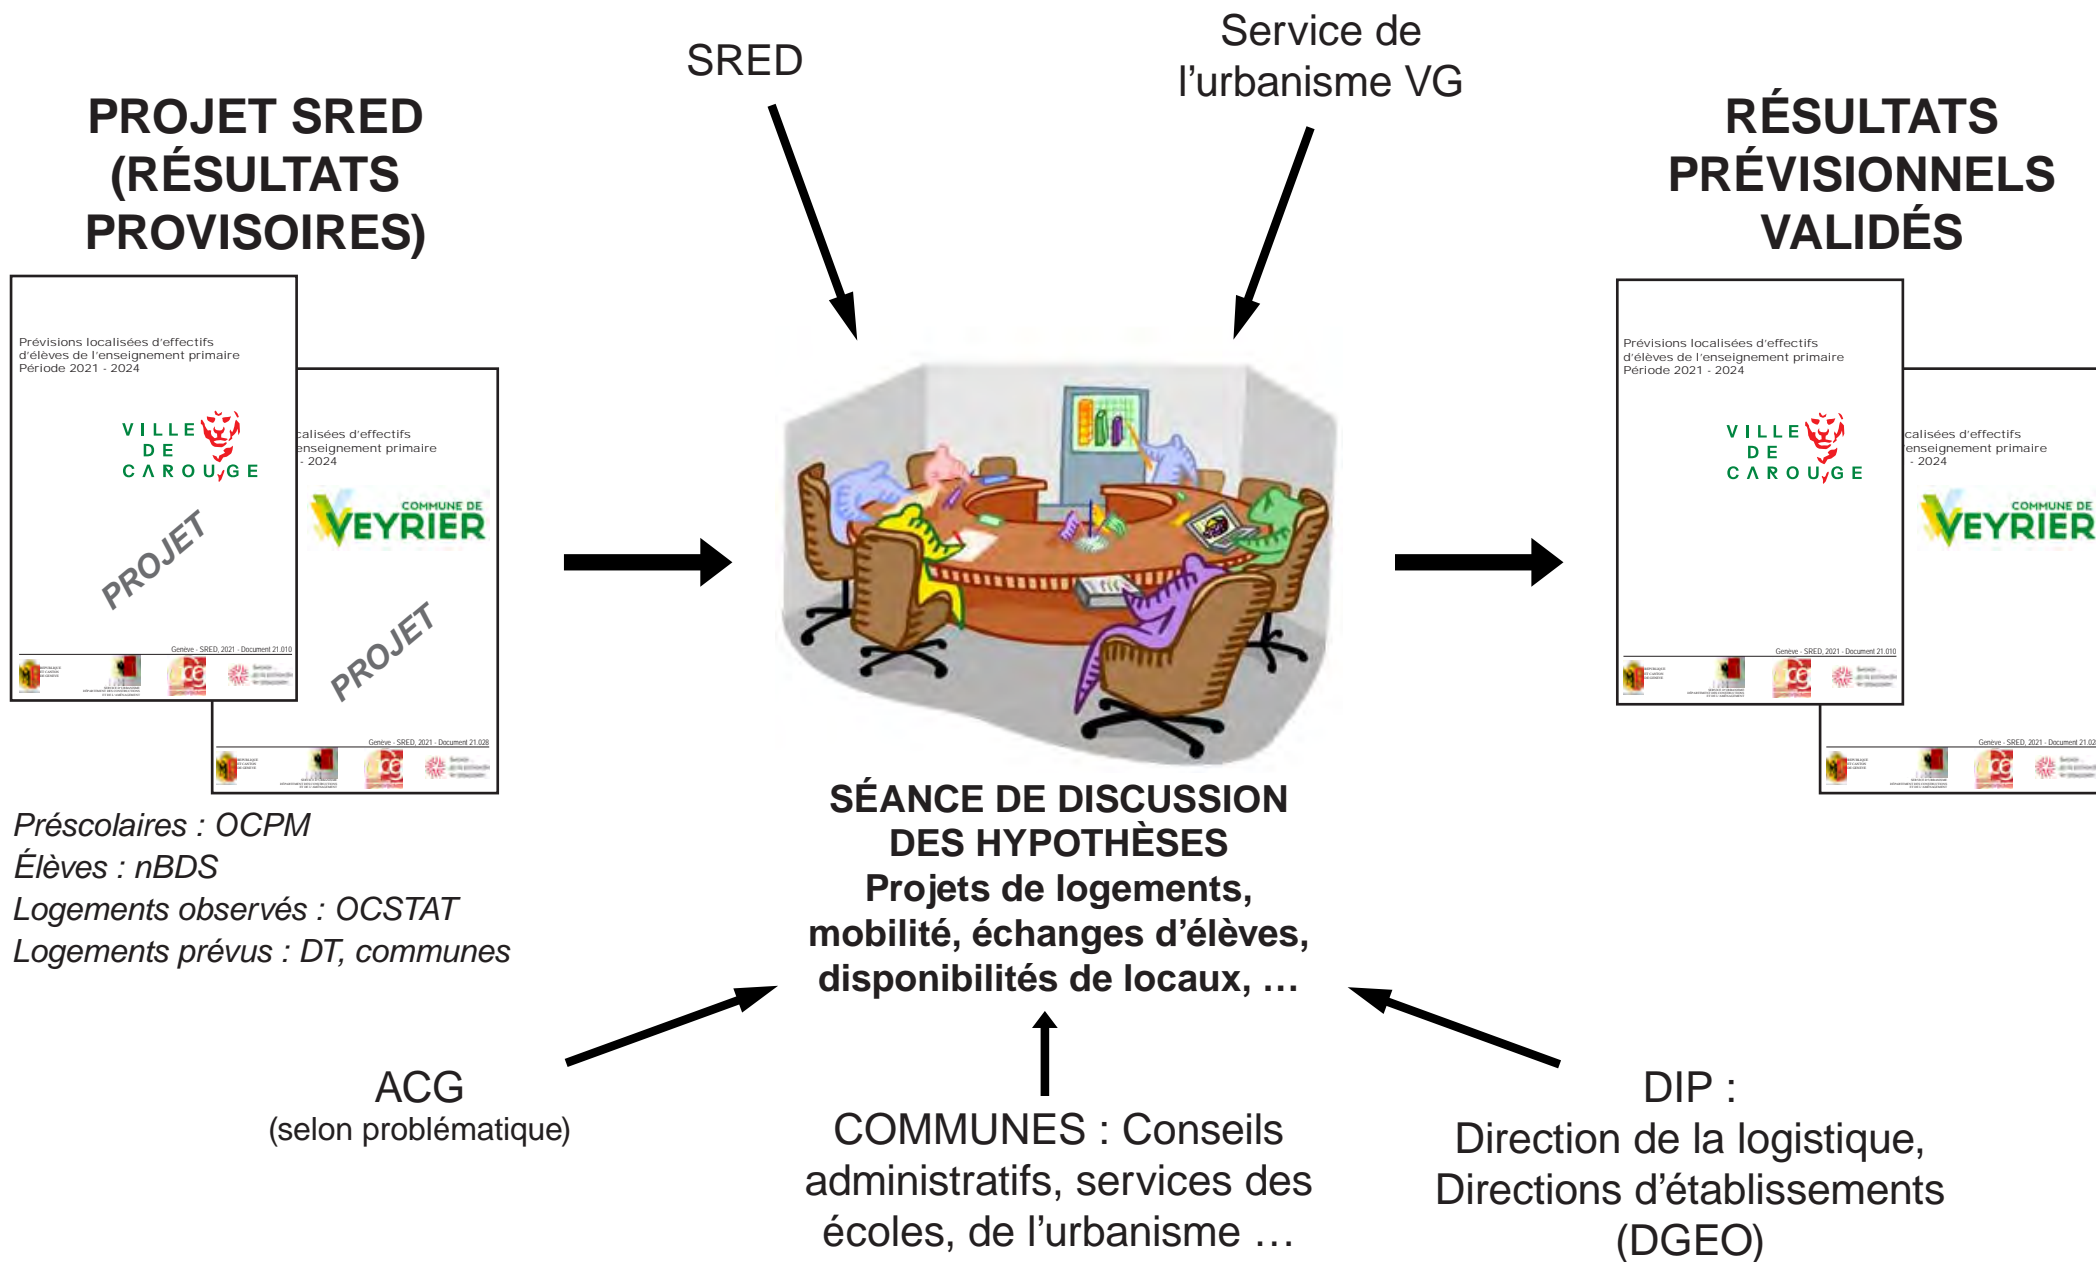 SRED
Service de
l'urbanisme VG
PROJET SRED
(RÉSULTATS
PROVISOIRES)
RÉSULTATS
PRÉVISIONNELS
VALIDÉS
Prévisions localisées d'effectifs
d'élèves de l'enseignement primaire
Période 2021 - 2024
VILLE
DE
CAROUGE
PROJET
Genève - SRED, 2021 - Document 21.010
calisées d'effectifs
enseignement primaire
- 2024
COMMUNE DE
VEYRIER
PROJET
Genève - SRED, 2021 - Document 21.028
Prévisions localisées d'effectifs
d'élèves de l'enseignement primaire
Période 2021 - 2024
VILLE
DE
CAROUGE
Genève - SRED, 2021 - Document 21.010
calisées d'effectifs
'enseignement primaire
- 2024
COMMUNE DE
VEYRIER
Genève - SRED, 2021 - Document 21.02
Préscolaires : OCPM
Élèves : nBDS
Logements observés : OCSTAT
Logements prévus : DT, communes
SÉANCE DE DISCUSSION
DES HYPOTHÈSES
Projets de logements,
mobilité, échanges d'élèves,
disponibilités de locaux, …
ACG
(selon problématique)
COMMUNES : Conseils
administratifs, services des
écoles, de l'urbanisme …
DIP :
Direction de la logistique,
Directions d'établissements
(DGEO)